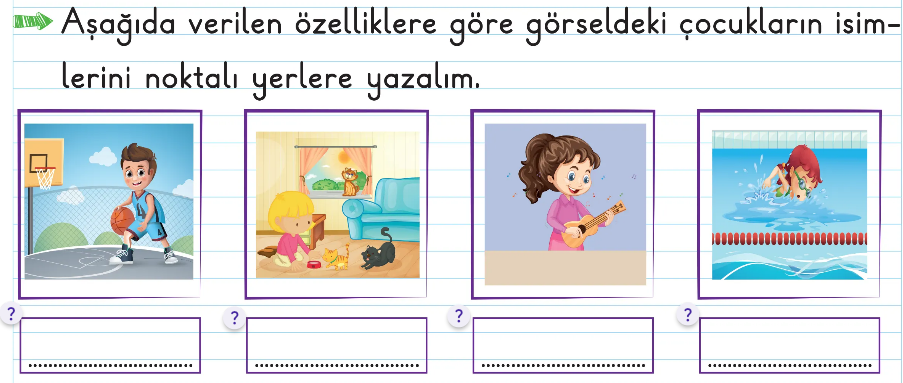 Aşağıda verilen özelliklere göre görseldeki çocukların isim-
lerini noktalı yerlere yazalım.
? ? ? ?